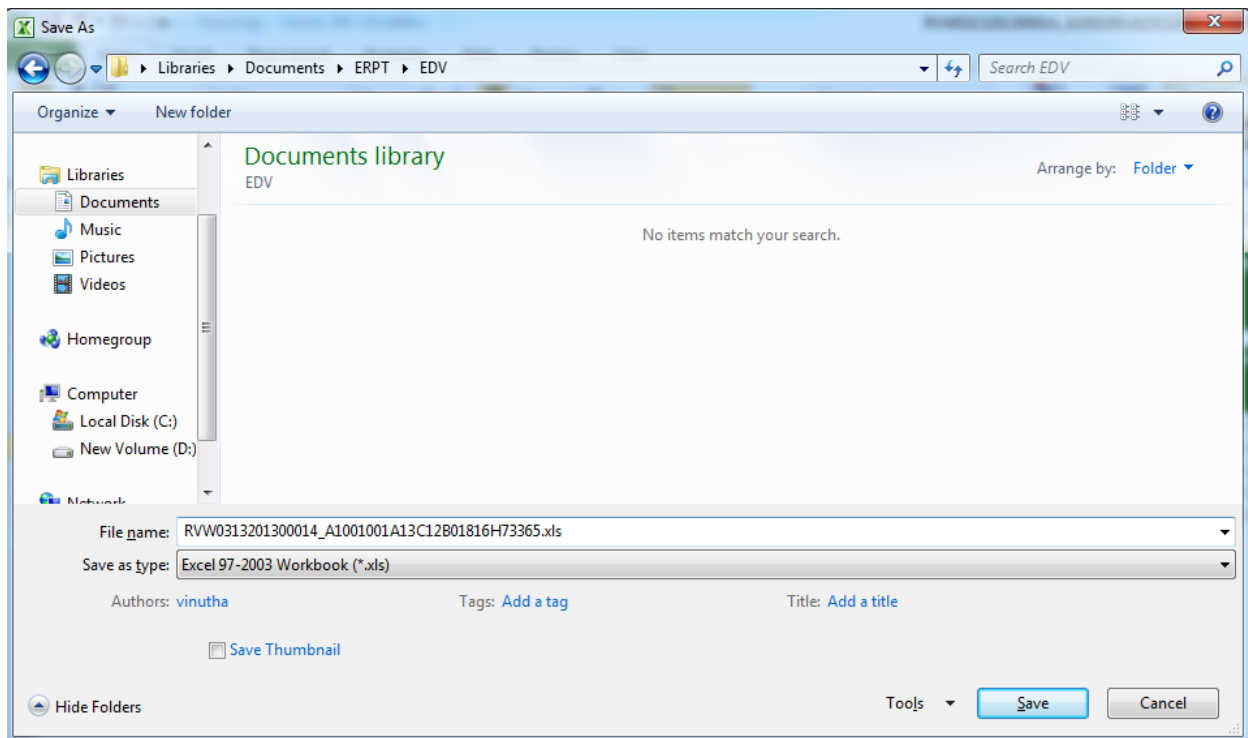 Save As
Libraries ▸ Documents ▸ ERPT ▸ EDV
Search EDV
Organize
New folder
Documents library
EDV
Arrange by: Folder
No items match your search.
Libraries
Documents
Music
Pictures
Videos
Homegroup
Computer
Local Disk (C:)
New Volume (D:)
Network
File name: RVW0313201300014_A1001001A13C12B01816H73365.xls
Save as type: Excel 97-2003 Workbook (*.xls)
Authors: vinutha Tags: Add a tag Title: Add a title
Save Thumbnail
Hide Folders
Tools Save Cancel